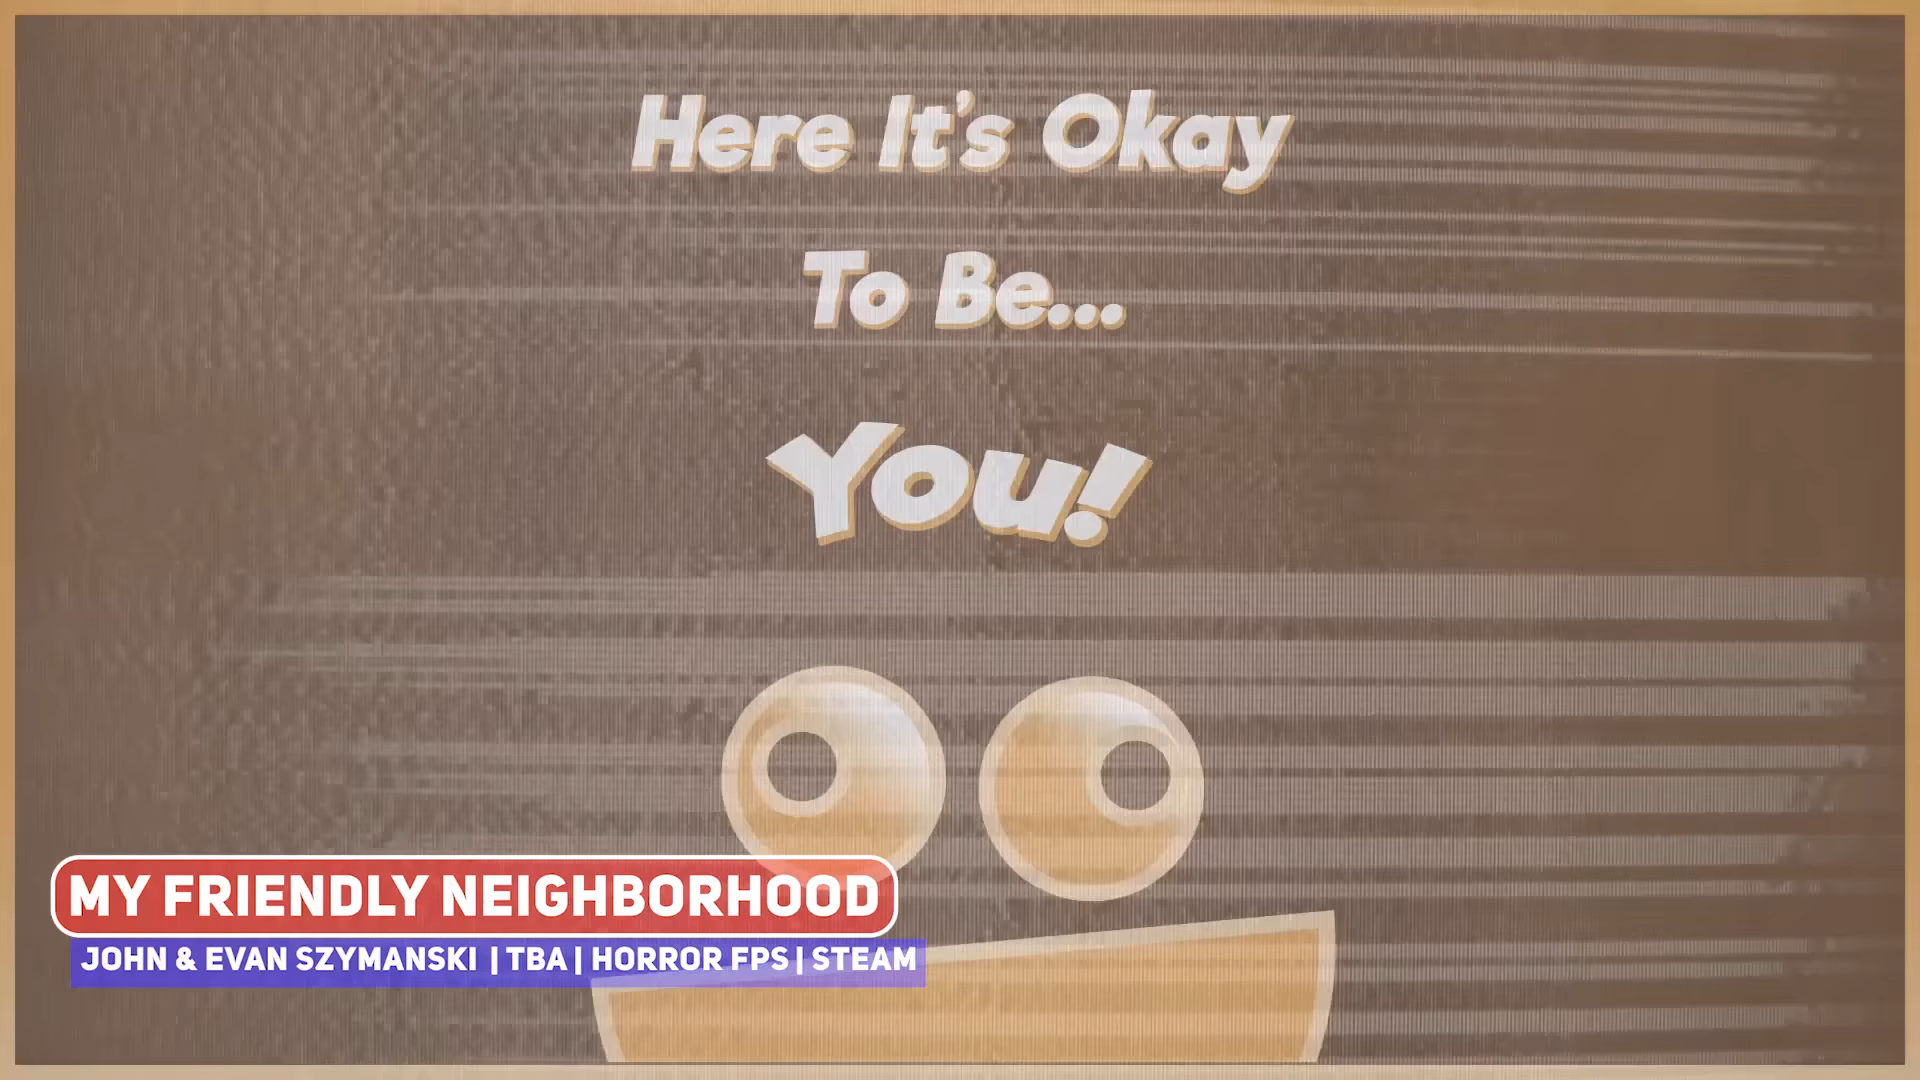 Here It's Okay
To Be...
You!
MY FRIENDLY NEIGHBORHOOD
JOHN & EVAN SZYMANSKI | TBA | HORROR FPS | STEAM